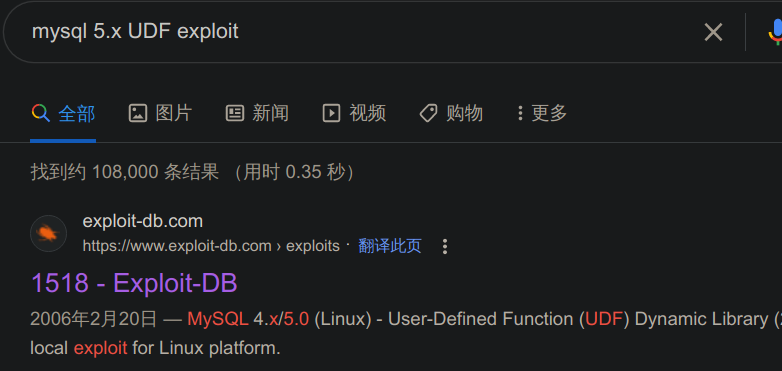 mysql 5.x UDF exploit
全部 图片 新闻 视频 购物 更多
找到约 108,000 条结果 （用时 0.35 秒）
exploit-db.com
https://www.exploit-db.com › exploits · 翻译此页
1518 - Exploit-DB
2006年2月20日 — MySQL 4.x/5.0 (Linux) - User-Defined Function (UDF) Dynamic Library (
local exploit for Linux platform.